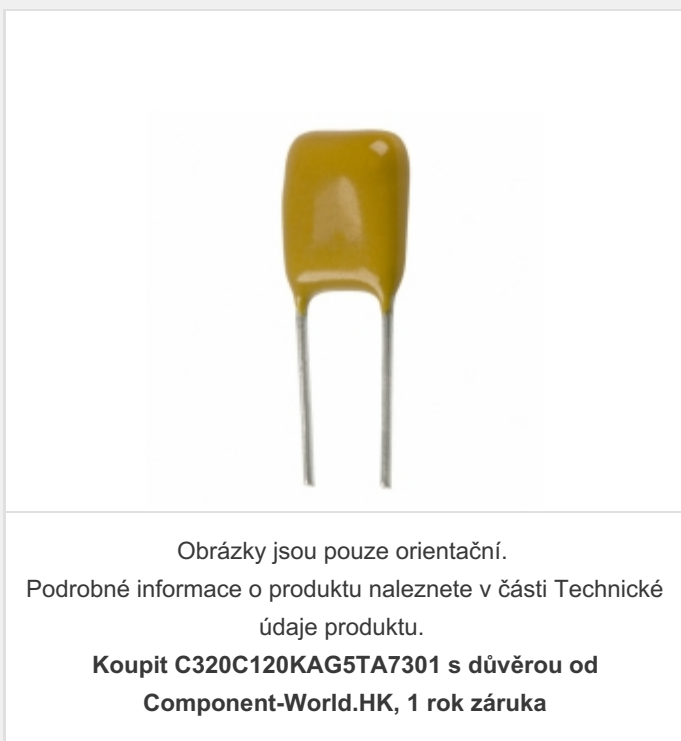 Obrázky jsou pouze orientační.
Podrobné informace o produktu naleznete v části Technické
údaje produktu.
Koupit C320C120KAG5TA7301 s důvěrou od
Component-World.HK, 1 rok záruka